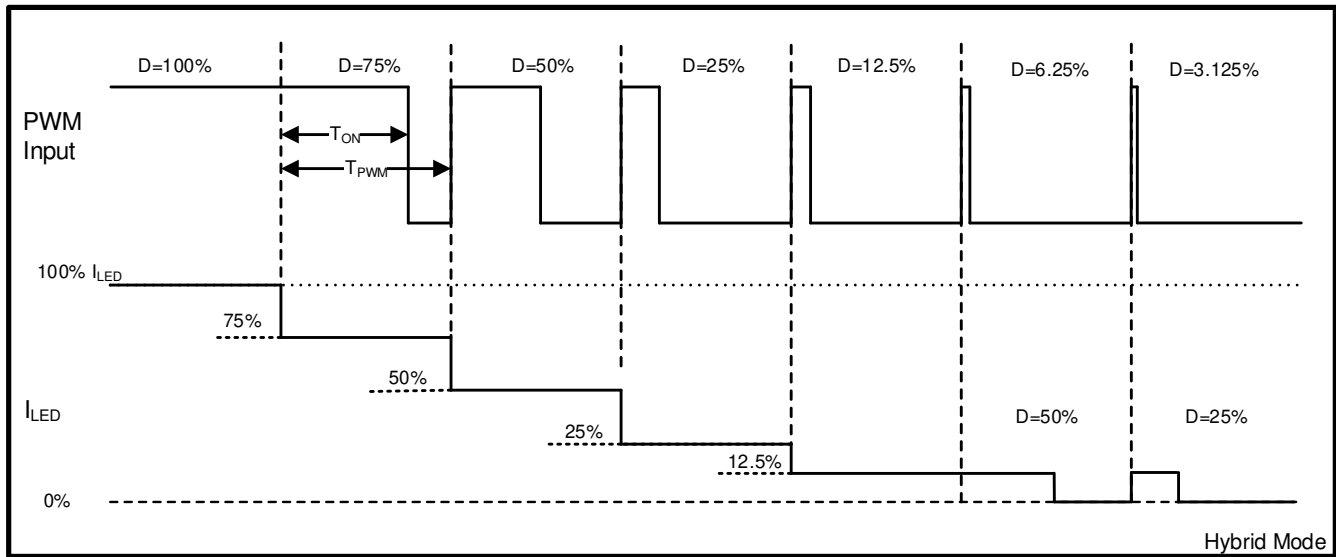 D=100%
D=75%
D=50%
D=25%
D=12.5%
D=6.25%
D=3.125%
PWM
Input
TON
TPWM
100% ILED
75%
50%
ILED
25%
12.5%
D=50%
D=25%
0%
Hybrid Mode